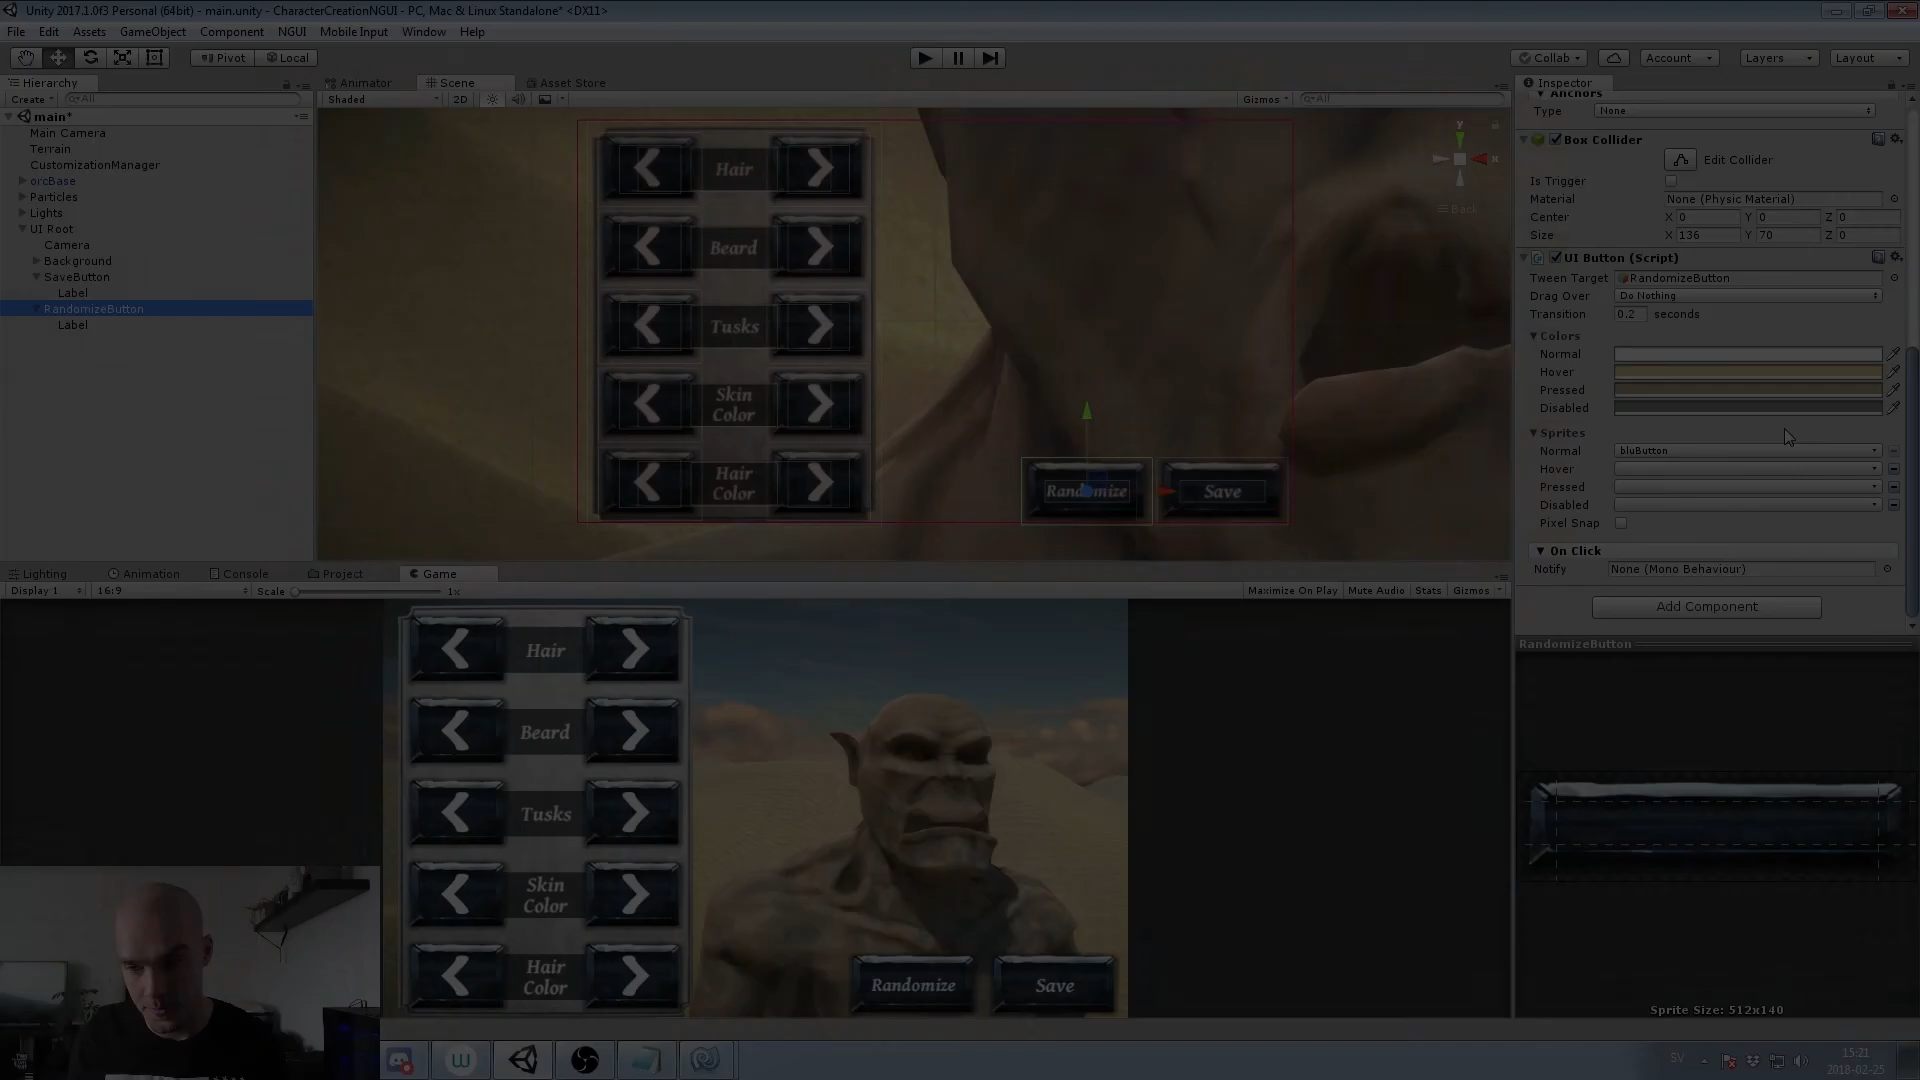 Unity 2017.1.0f3 Personal (64bit) - main.unity - CharacterCreationNGUI - PC, Mac & Linux Standalone* <DX11>
File Edit Assets GameObject Component NGUI Mobile Input Window Help
Pivot Local Collab Account Layers Layout
Hierarchy
Create All
main*
Main Camera
Terrain
CustomizationManager
orcBase
Particles
Lights
UI Root
Camera
Background
SaveButton
Label
RandomizeButton
Label
Animator Scene Asset Store
Shaded 2D Gizmos All
Hair
Beard
Tusks
Skin
Color
Hair
Color
Randomize Save
y
x
Back
Inspector
Anchors
Type None
Box Collider
Edit Collider
Is Trigger
Material None (Physic Material)
Center X 0 Y 0 Z 0
Size X 136 Y 70 Z 0
UI Button (Script)
Tween Target RandomizeButton
Drag Over Do Nothing
Transition 0.2 seconds
Colors
Normal
Hover
Pressed
Disabled
Sprites
Normal bluButton
Hover
Pressed
Disabled
Pixel Snap
On Click
Notify None (Mono Behaviour)
Add Component
RandomizeButton
Sprite Size: 512x140
Lighting Animation Console Project Game
Display 1 16:9 Scale 1x Maximize On Play Mute Audio Stats Gizmos
Hair
Beard
Tusks
Skin
Color
Hair
Color
Randomize Save
SV
15:21
2018-02-25